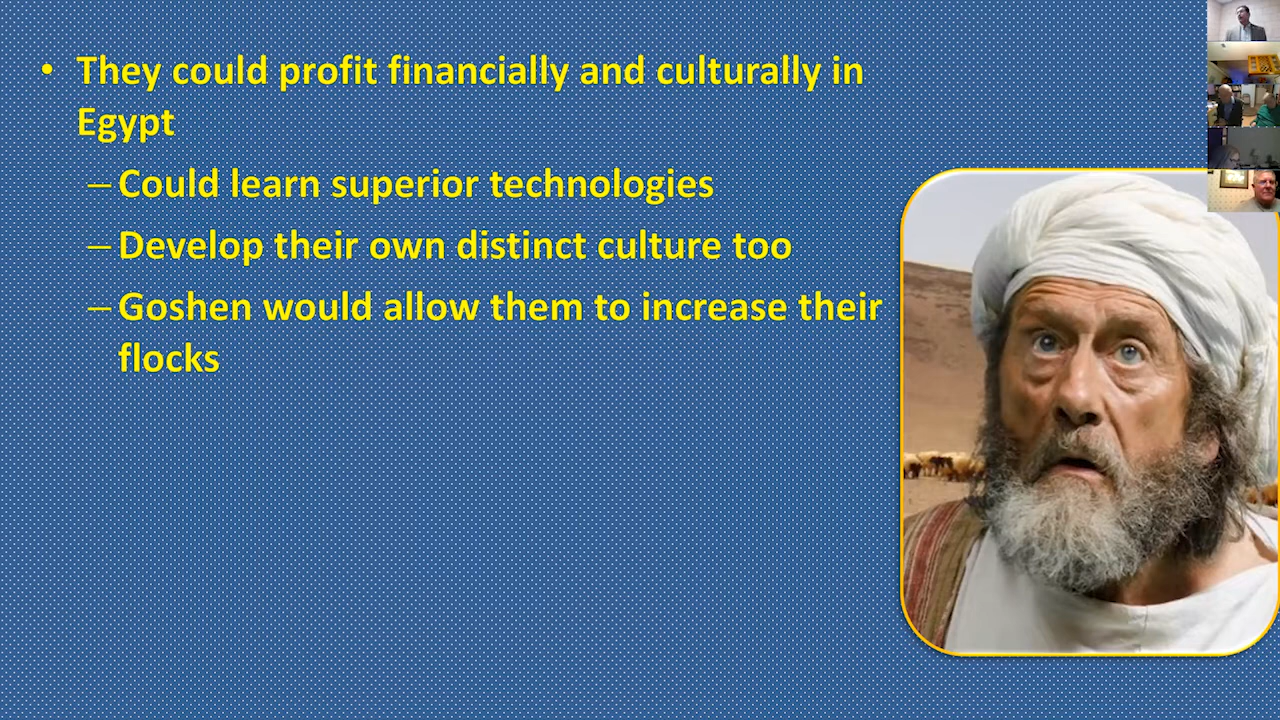 • They could profit financially and culturally in
Egypt
– Could learn superior technologies
– Develop their own distinct culture too
– Goshen would allow them to increase their
flocks